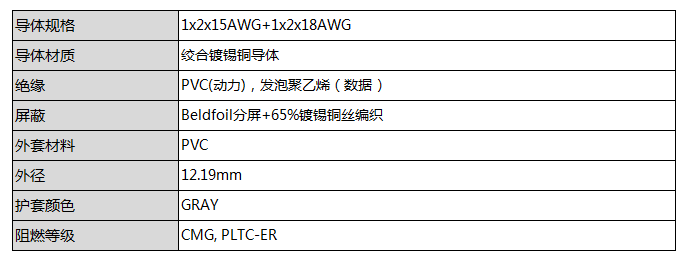 导体规格 1x2x15AWG+1x2x18AWG
导体材质 绞合镀锡铜导体
绝缘 PVC(动力)，发泡聚乙烯（数据）
屏蔽 Beldfoil分屏+65%镀锡铜丝编织
外套材料 PVC
外径 12.19mm
护套颜色 GRAY
阻燃等级 CMG, PLTC-ER